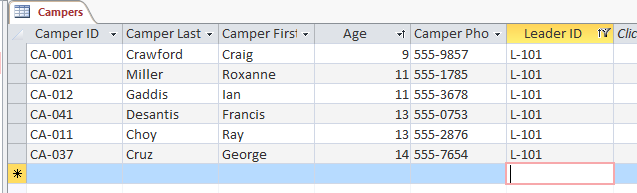 Campers
Camper ID Camper Last Camper First Age Camper Pho Leader ID Clic
CA-001 Crawford Craig 9 555-9857 L-101
CA-021 Miller Roxanne 11 555-1785 L-101
CA-012 Gaddis Ian 11 555-3678 L-101
CA-041 Desantis Francis 13 555-0753 L-101
CA-011 Choy Ray 13 555-2876 L-101
CA-037 Cruz George 14 555-7654 L-101